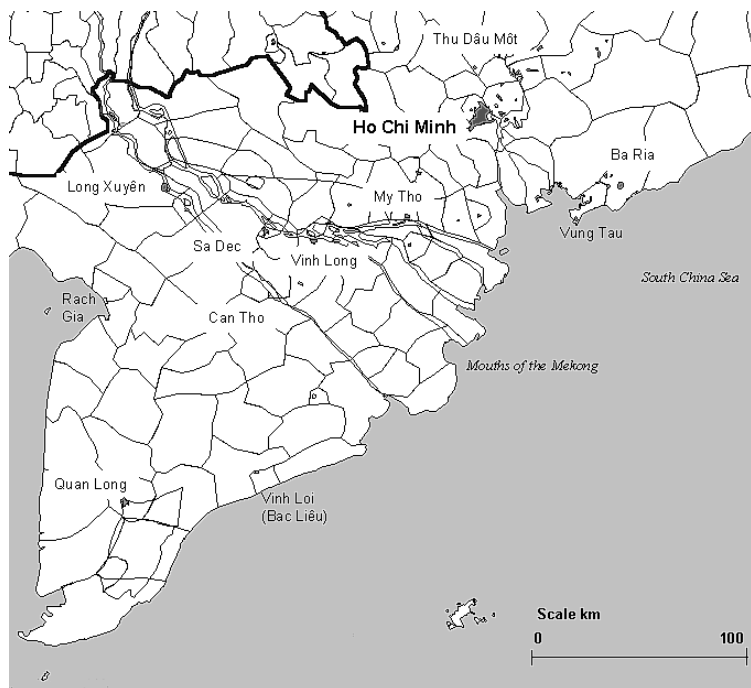 Thu Dâu Môt
Ho Chi Minh
Ba Ria
Long Xuyên
My Tho
Vung Tau
Sa Dec
Vinh Long
South China Sea
Rach
Gia
Can Tho
Mouths of the Mekong
Quan Long
Vinh Loi
(Bac Liêu)
Scale km
0 100